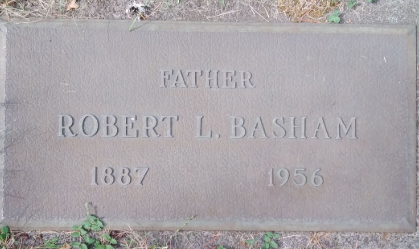 FATHER
ROBERT L. BASHAM
1887 1956